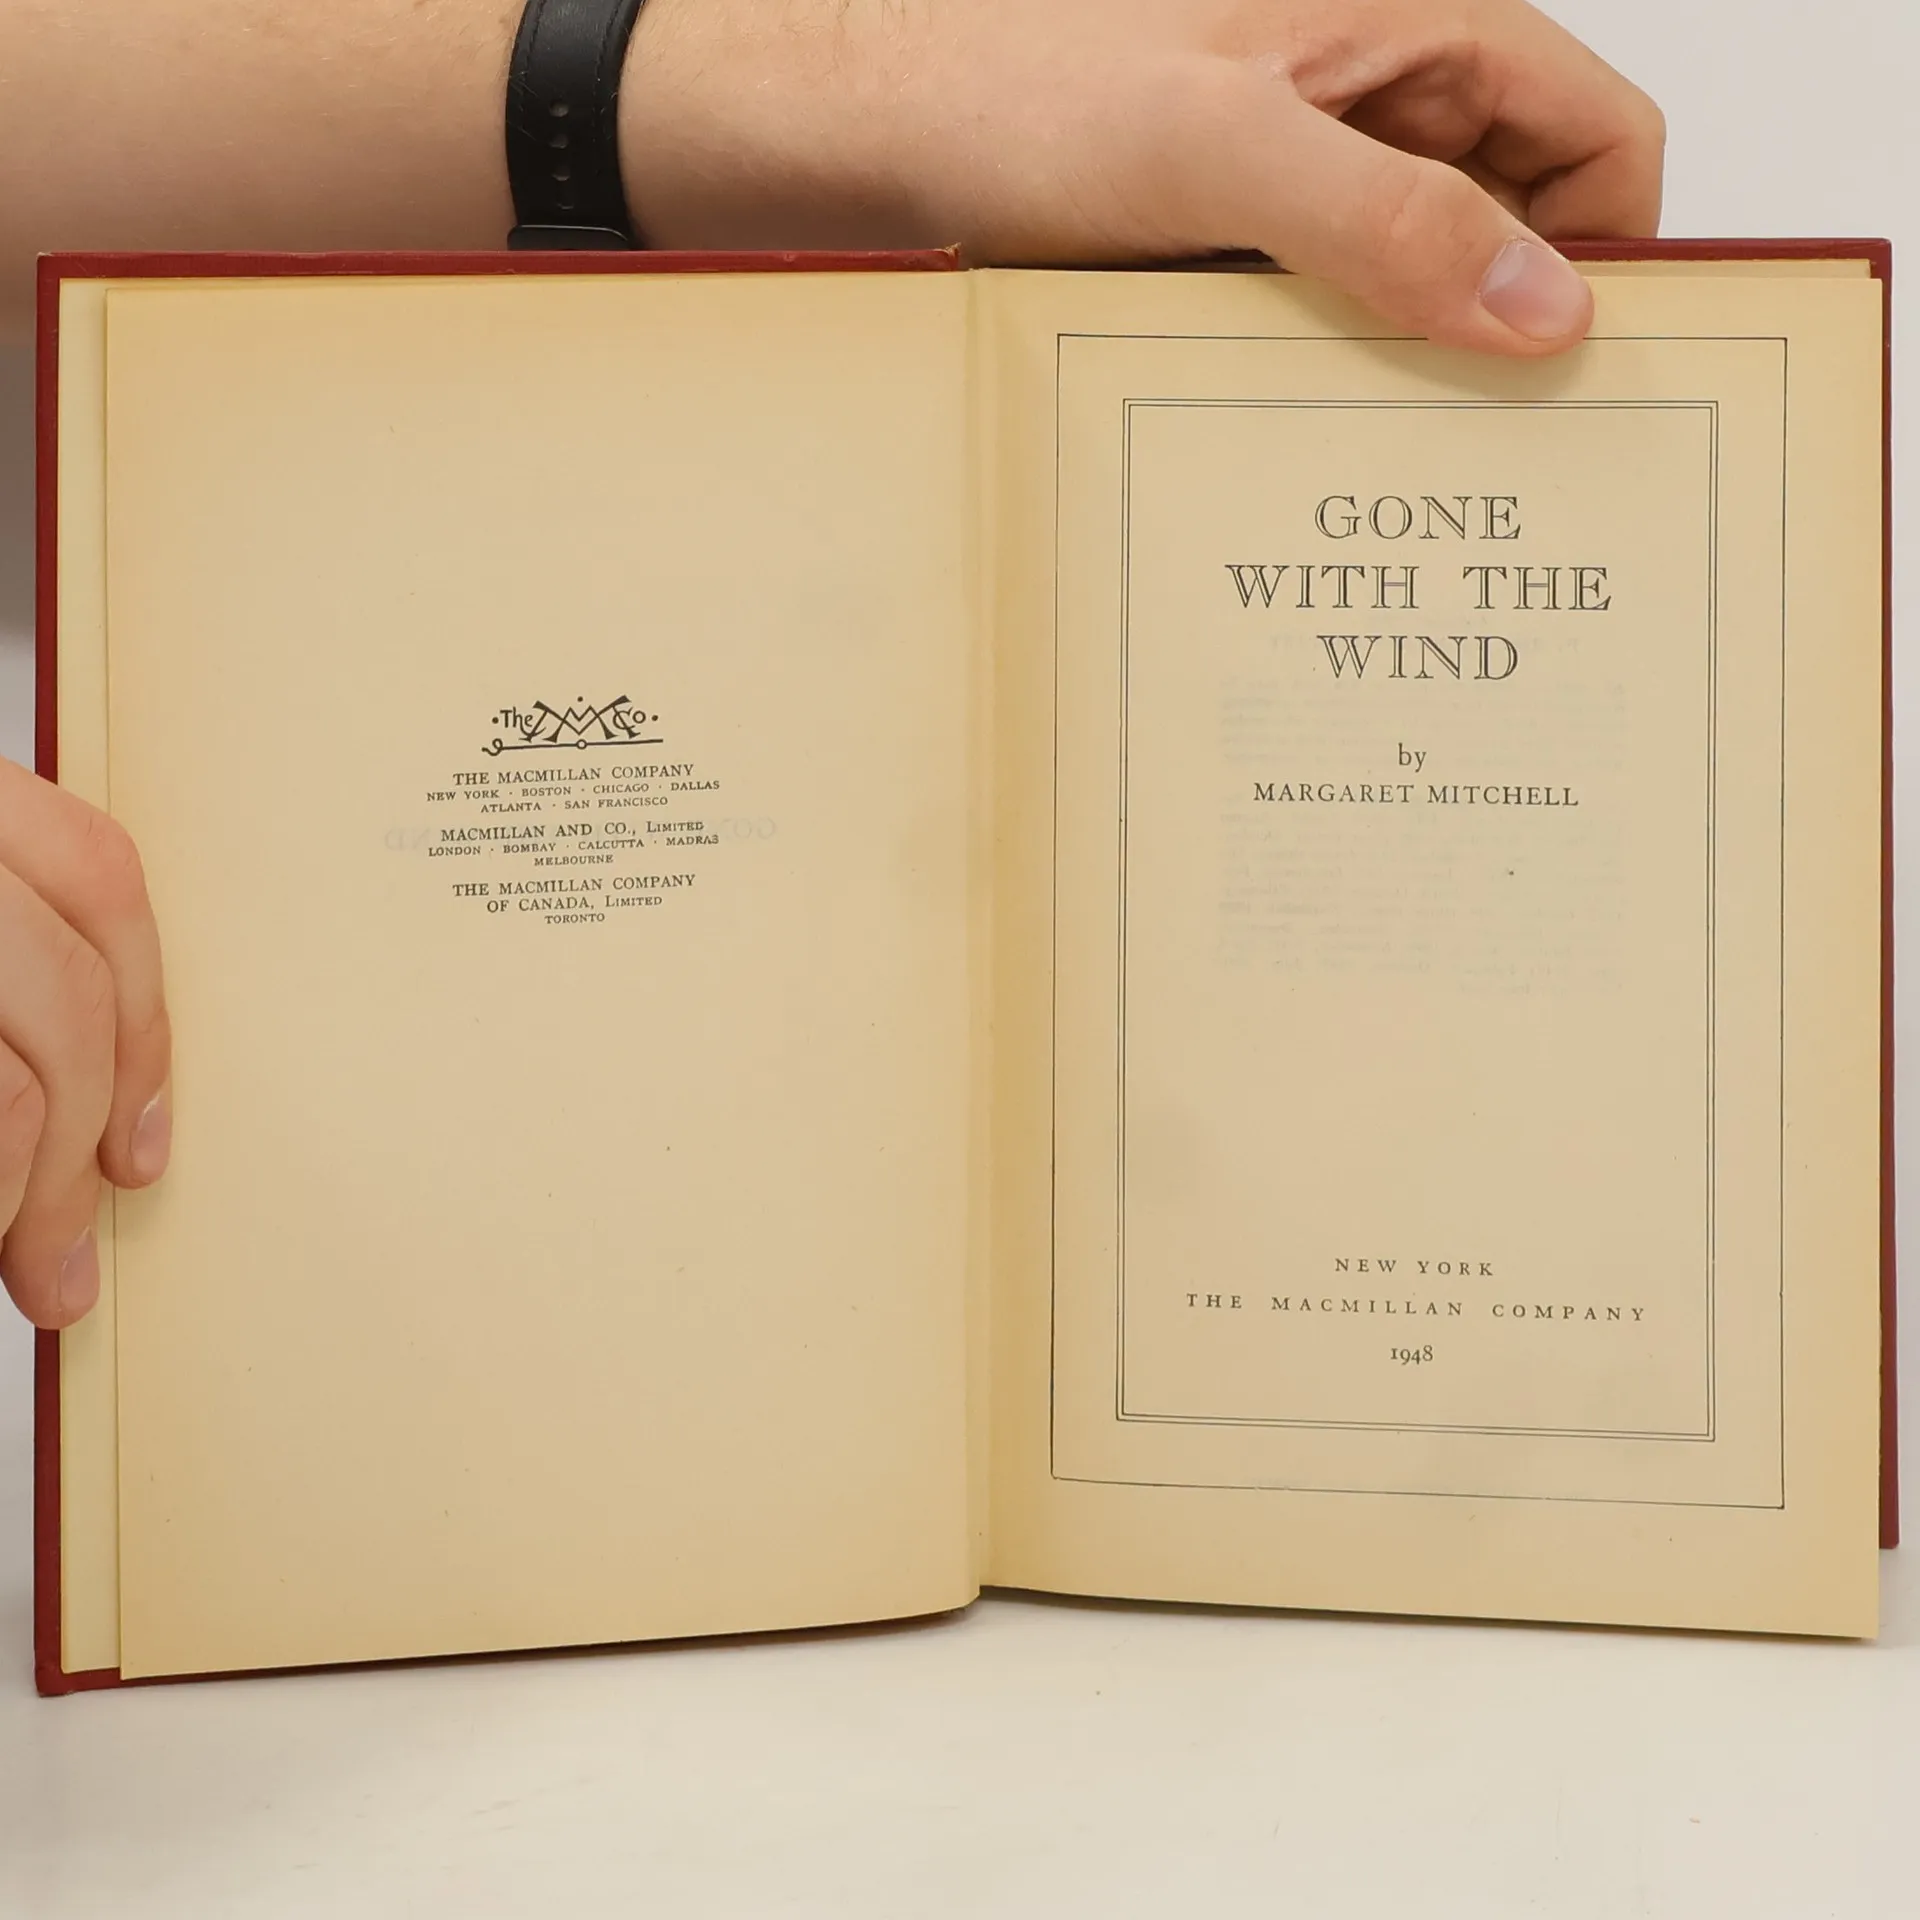 ·The M Co·
THE MACMILLAN COMPANY
NEW YORK · BOSTON · CHICAGO · DALLAS
ATLANTA · SAN FRANCISCO
MACMILLAN AND CO., LIMITED
LONDON · BOMBAY · CALCUTTA · MADRAS
MELBOURNE
THE MACMILLAN COMPANY
OF CANADA, LIMITED
TORONTO
GONE
WITH THE
WIND
by
MARGARET MITCHELL
NEW YORK
THE MACMILLAN COMPANY
1948